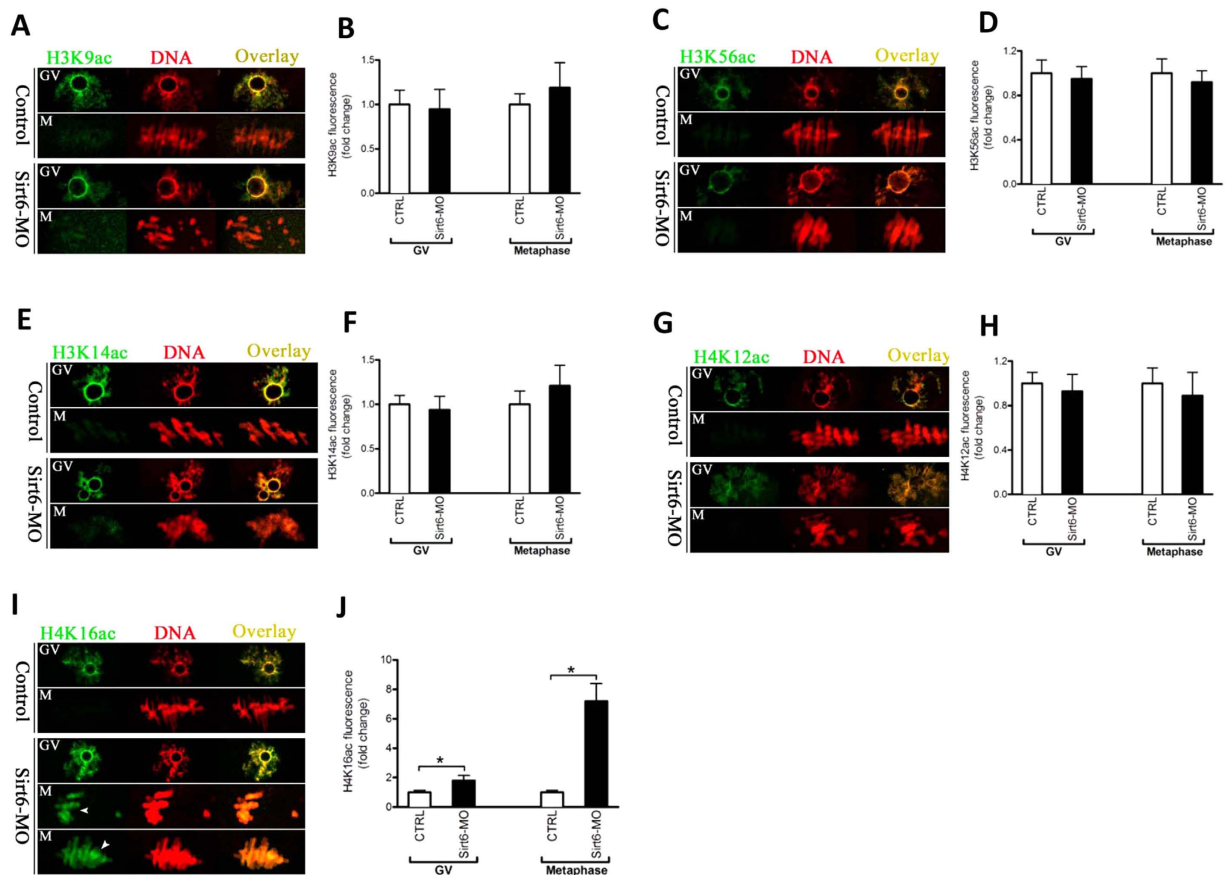 A
H3K9ac DNA Overlay
GV
M
GV
M
Control
Sirt6-MO
B
H3K9ac fluorescence
(fold change)
1.5
1.0
0.5
0.0
CTRL
Sirt6-MO
CTRL
Sirt6-MO
GV
Metaphase
C
H3K56ac DNA Overlay
GV
M
GV
M
Control
Sirt6-MO
D
H3K56ac fluorescence
(fold change)
1.2
0.8
0.4
0.0
CTRL
Sirt6-MO
CTRL
Sirt6-MO
GV
Metaphase
E
H3K14ac DNA Overlay
GV
M
GV
M
Control
Sirt6-MO
F
H3K14ac fluorescence
(fold change)
1.5
1.0
0.5
0.0
CTRL
Sirt6-MO
CTRL
Sirt6-MO
GV
Metaphase
G
H4K12ac DNA Overlay
GV
M
GV
M
Control
Sirt6-MO
H
H4K12ac fluorescence
(fold change)
1.2
0.8
0.4
0.0
CTRL
Sirt6-MO
CTRL
Sirt6-MO
GV
Metaphase
I
H4K16ac DNA Overlay
GV
M
GV
M
M
Control
Sirt6-MO
J
H4K16ac fluorescence
(fold change)
10
8
6
4
2
0
*
*
CTRL
Sirt6-MO
CTRL
Sirt6-MO
GV
Metaphase